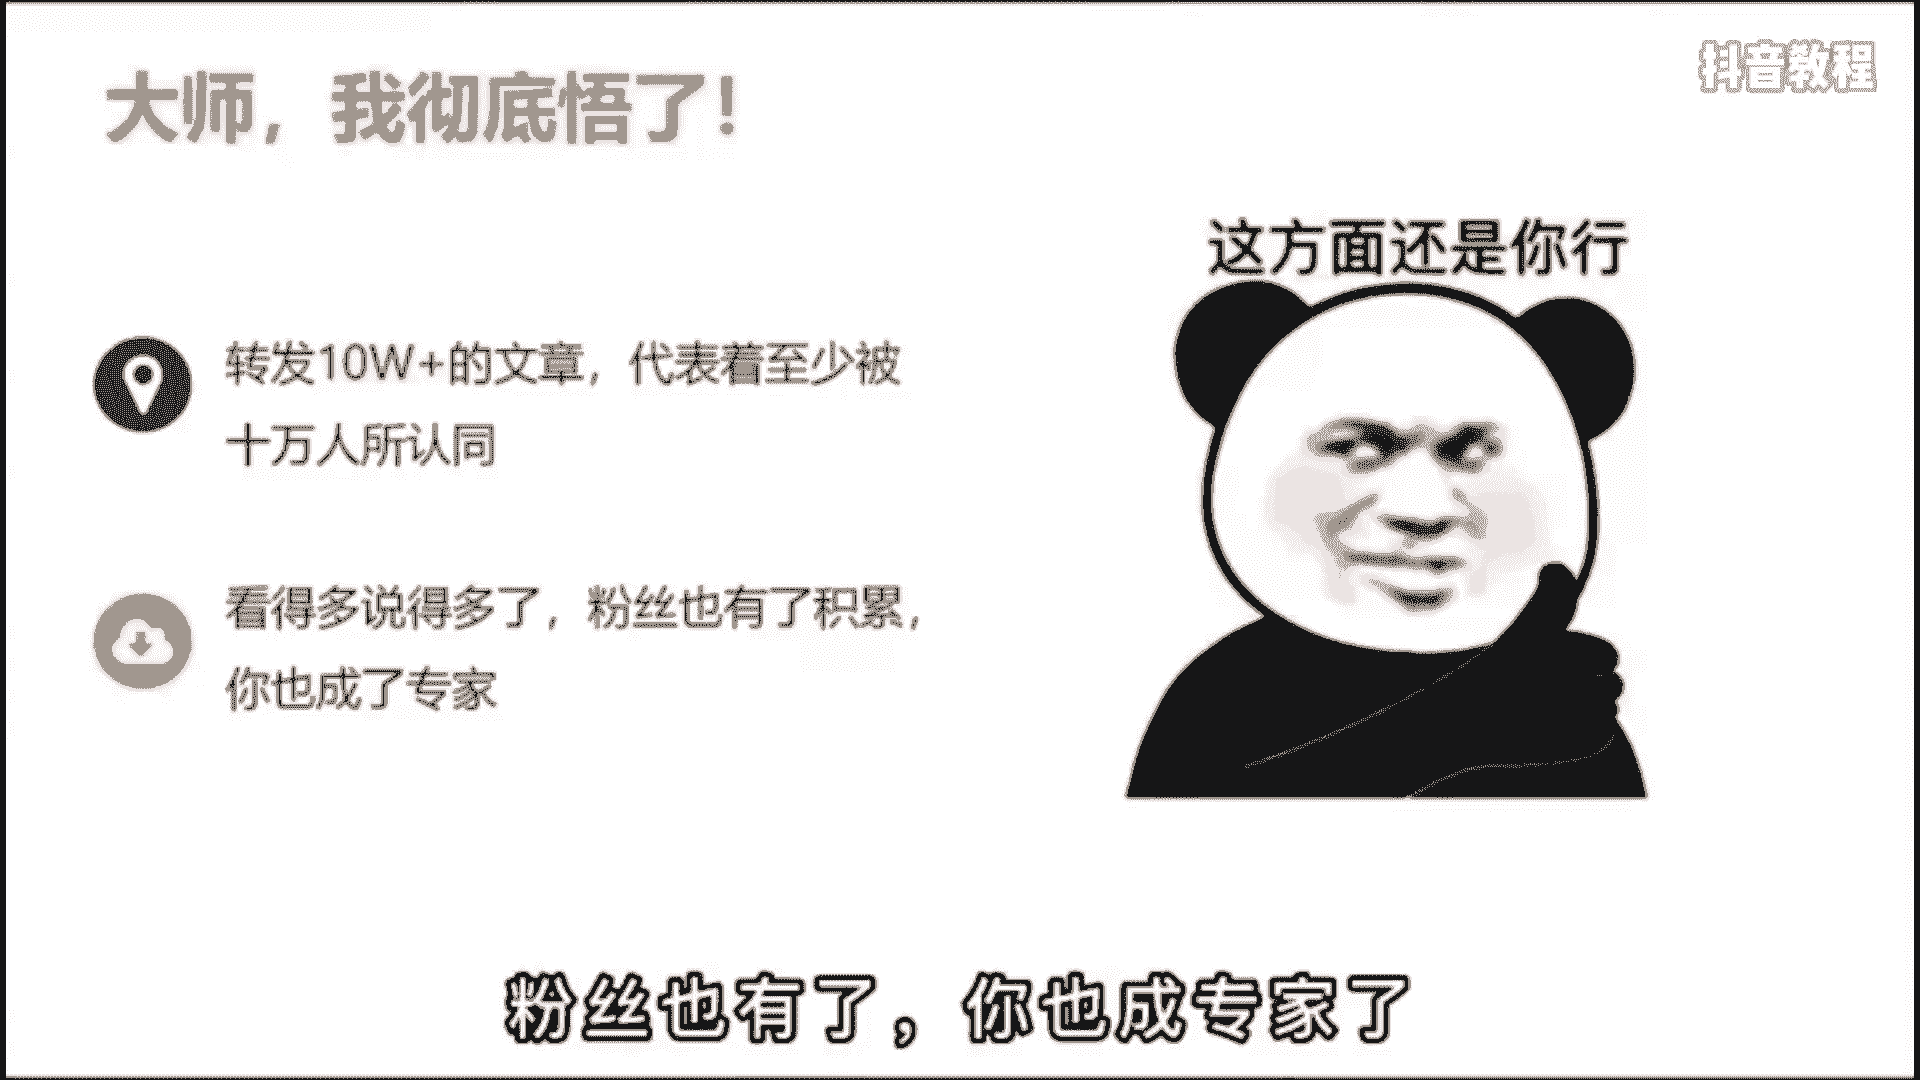 抖音教程
大师，我彻底悟了！
这方面还是你行
转发10W+的文章，代表着至少被
十万人所认同
看得多说得多了，粉丝也有了积累，
你也成了专家
粉丝也有了，你也成专家了